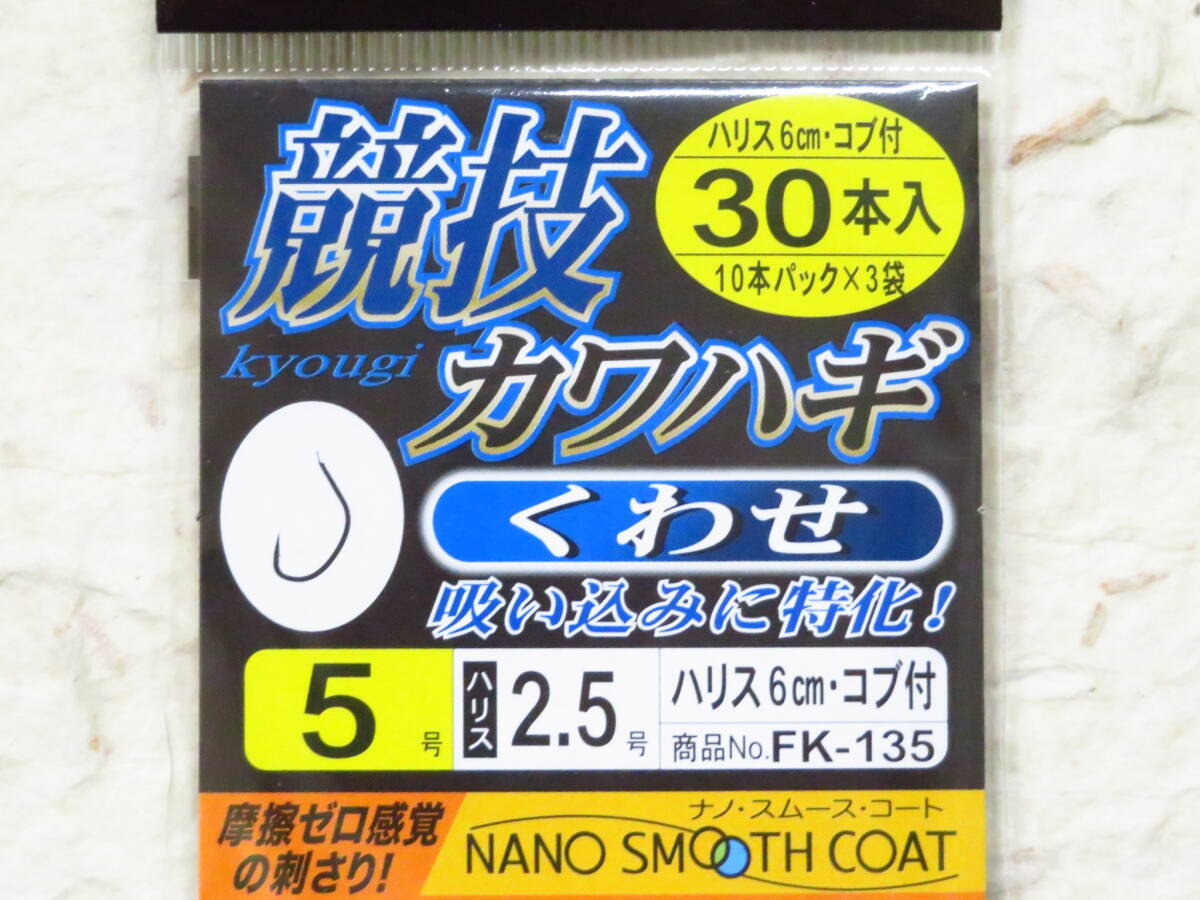 競技
ハリス6cm・コブ付
30本入
10本パック×3袋
kyougi
カワハギ
くわせ
吸い込みに特化!
5号
ハリス 2.5号
ハリス6cm・コブ付
商品No.FK-135
摩擦ゼロ感覚
の刺さり!
ナノ・スムース・コート
NANO SMOOTH COAT